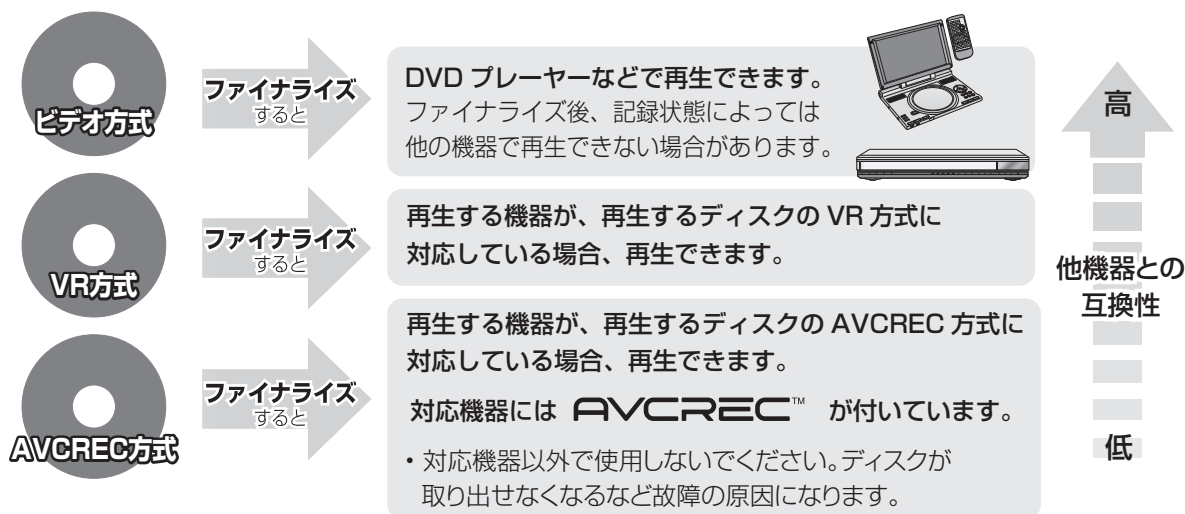 ビデオ方式
ファイナライズ
すると
DVD プレーヤーなどで再生できます。
ファイナライズ後、記録状態によっては
他の機器で再生できない場合があります。
VR方式
ファイナライズ
すると
再生する機器が、再生するディスクの VR 方式に
対応している場合、再生できます。
AVCREC方式
ファイナライズ
すると
再生する機器が、再生するディスクの AVCREC 方式に
対応している場合、再生できます。
対応機器には AVCREC™ が付いています。
・対応機器以外で使用しないでください。ディスクが
取り出せなくなるなど故障の原因になります。
高
他機器との
互換性
低